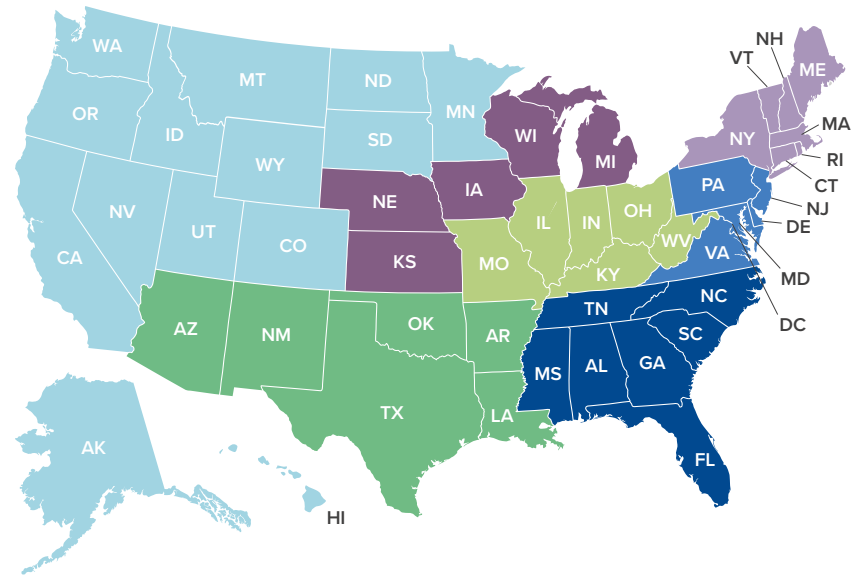 NH
VT
WA
ME
MT
ND
OR
MN
MA
ID
SD
WI
NY
RI
WY
MI
CT
PA
NE
IA
NJ
NV
IL
IN
OH
DE
UT
CO
WV
VA
CA
KS
MO
KY
MD
NC
TN
DC
AZ
NM
OK
AR
SC
MS
AL
GA
TX
LA
AK
FL
HI